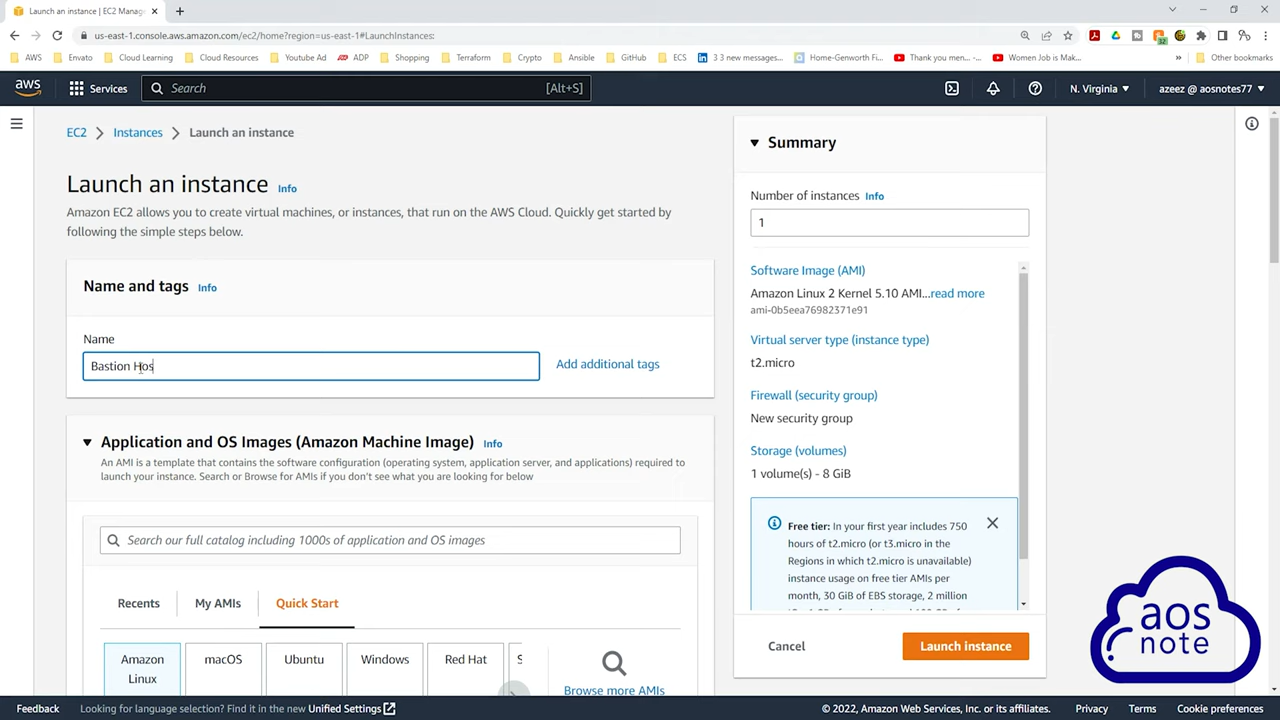 Launch an instance | EC2 Manag
us-east-1.console.aws.amazon.com/ec2/home?region=us-east-1#LaunchInstances:
AWS Envato Cloud Learning Cloud Resources Youtube Ad ADP Shopping Terraform Crypto Ansible GitHub ECS 3 3 new messages... Home-Genworth Fi... Thank you men, -... Women Job is Mak... » Other bookmarks
aws Services Search [Alt+S] N. Virginia azeez @ aosnotes77
EC2 > Instances > Launch an instance
Launch an instance Info
Amazon EC2 allows you to create virtual machines, or instances, that run on the AWS Cloud. Quickly get started by
following the simple steps below.
Name and tags Info
Name
Bastion Hos
Add additional tags
Application and OS Images (Amazon Machine Image) Info
An AMI is a template that contains the software configuration (operating system, application server, and applications) required to
launch your instance. Search or Browse for AMIs if you don't see what you are looking for below
Search our full catalog including 1000s of application and OS images
Recents My AMIs Quick Start
Amazon
Linux
macOS
Ubuntu
Windows
Red Hat
S
Browse more AMIs
Summary
Number of instances Info
1
Software Image (AMI)
Amazon Linux 2 Kernel 5.10 AMI...read more
ami-0b5eea76982371e91
Virtual server type (instance type)
t2.micro
Firewall (security group)
New security group
Storage (volumes)
1 volume(s) - 8 GiB
Free tier: In your first year includes 750
hours of t2.micro (or t3.micro in the
Regions in which t2.micro is unavailable)
instance usage on free tier AMIs per
month, 30 GiB of EBS storage, 2 million
Cancel Launch instance
aos
note
Feedback Looking for language selection? Find it in the new Unified Settings © 2022, Amazon Web Services, Inc. or its affiliates. Privacy Terms Cookie preferences